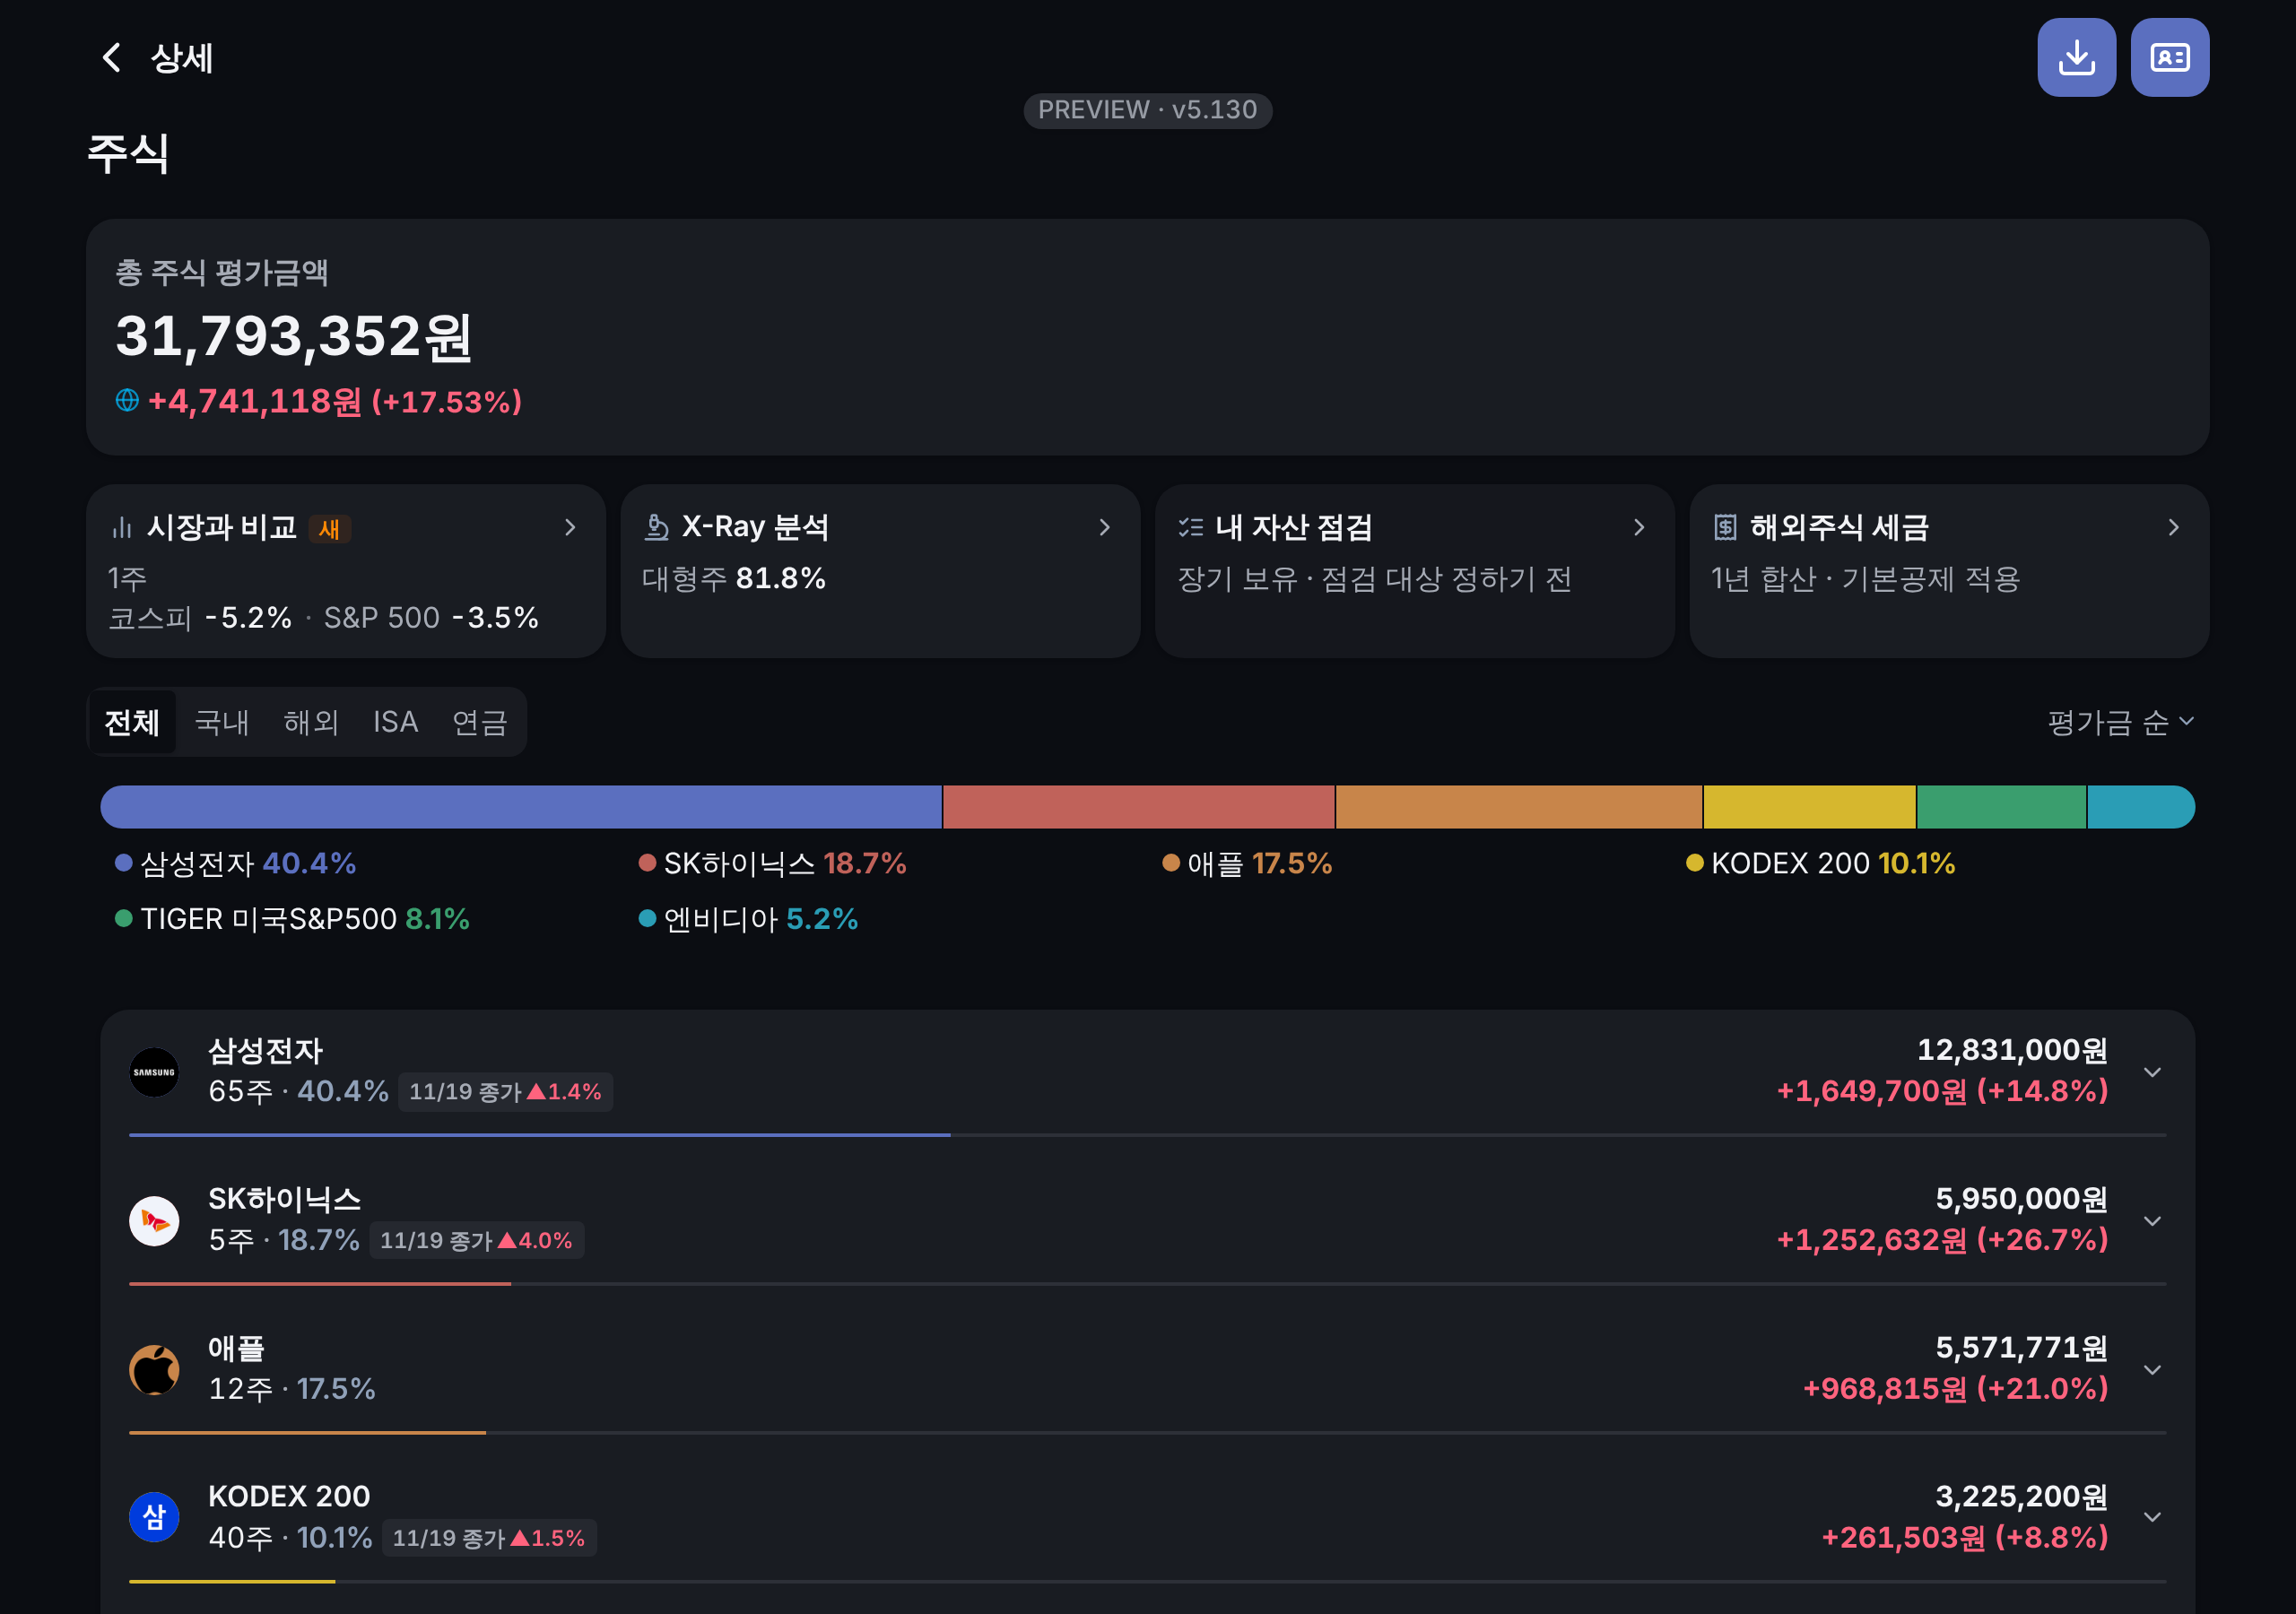 상세
PREVIEW · v5.130
주식
총 주식 평가금액
31,793,352원
+4,741,118원 (+17.53%)
시장과 비교 새
1주
코스피 -5.2% · S&P 500 -3.5%
X-Ray 분석
대형주 81.8%
내 자산 점검
장기 보유 · 점검 대상 정하기 전
해외주식 세금
1년 합산 · 기본공제 적용
전체 국내 해외 ISA 연금
평가금 순
삼성전자 40.4%
SK하이닉스 18.7%
애플 17.5%
KODEX 200 10.1%
TIGER 미국S&P500 8.1%
엔비디아 5.2%
SAMSUNG
삼성전자
65주 · 40.4% 11/19 종가 ▲1.4%
12,831,000원
+1,649,700원 (+14.8%)
SK하이닉스
5주 · 18.7% 11/19 종가 ▲4.0%
5,950,000원
+1,252,632원 (+26.7%)
애플
12주 · 17.5%
5,571,771원
+968,815원 (+21.0%)
삼
KODEX 200
40주 · 10.1% 11/19 종가 ▲1.5%
3,225,200원
+261,503원 (+8.8%)